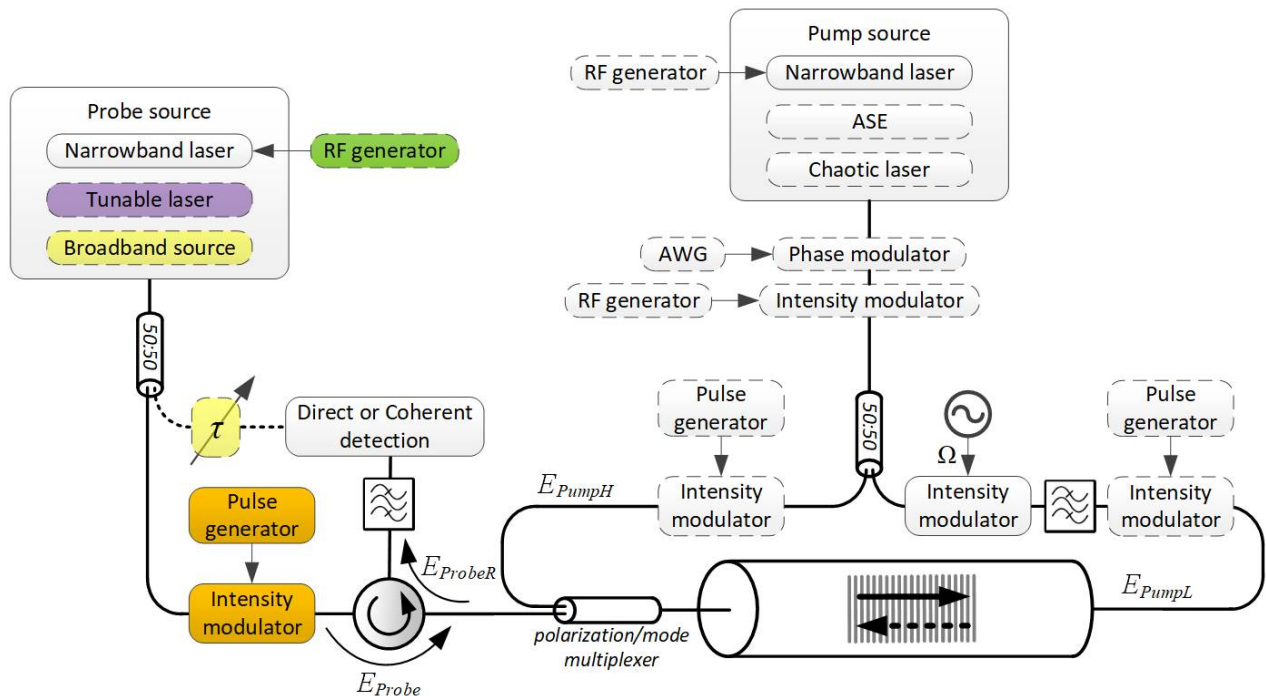 Pump source
RF generator
Narrowband laser
ASE
Chaotic laser
Probe source
Narrowband laser
RF generator
Tunable laser
Broadband source
AWG
Phase modulator
RF generator
Intensity modulator
50:50
50:50
τ
Direct or Coherent
detection
Pulse
generator
Pulse
generator
Ω
E_PumpH
Intensity
modulator
Intensity
modulator
Intensity
modulator
Pulse
generator
E_ProbeR
E_PumpL
Intensity
modulator
polarization/mode
multiplexer
E_Probe